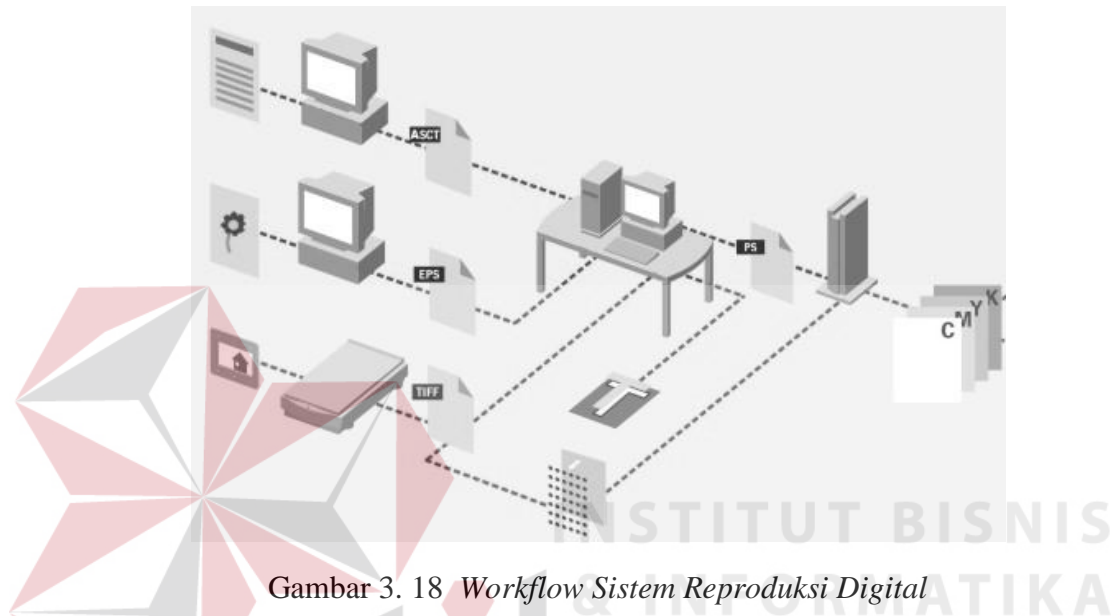 ASCT
EPS
PS
K
Y
M
C
TIFF
T
INSTITUT BISNIS
Gambar 3. 18 Workflow Sistem Reproduksi Digital
& INFORMATIKA